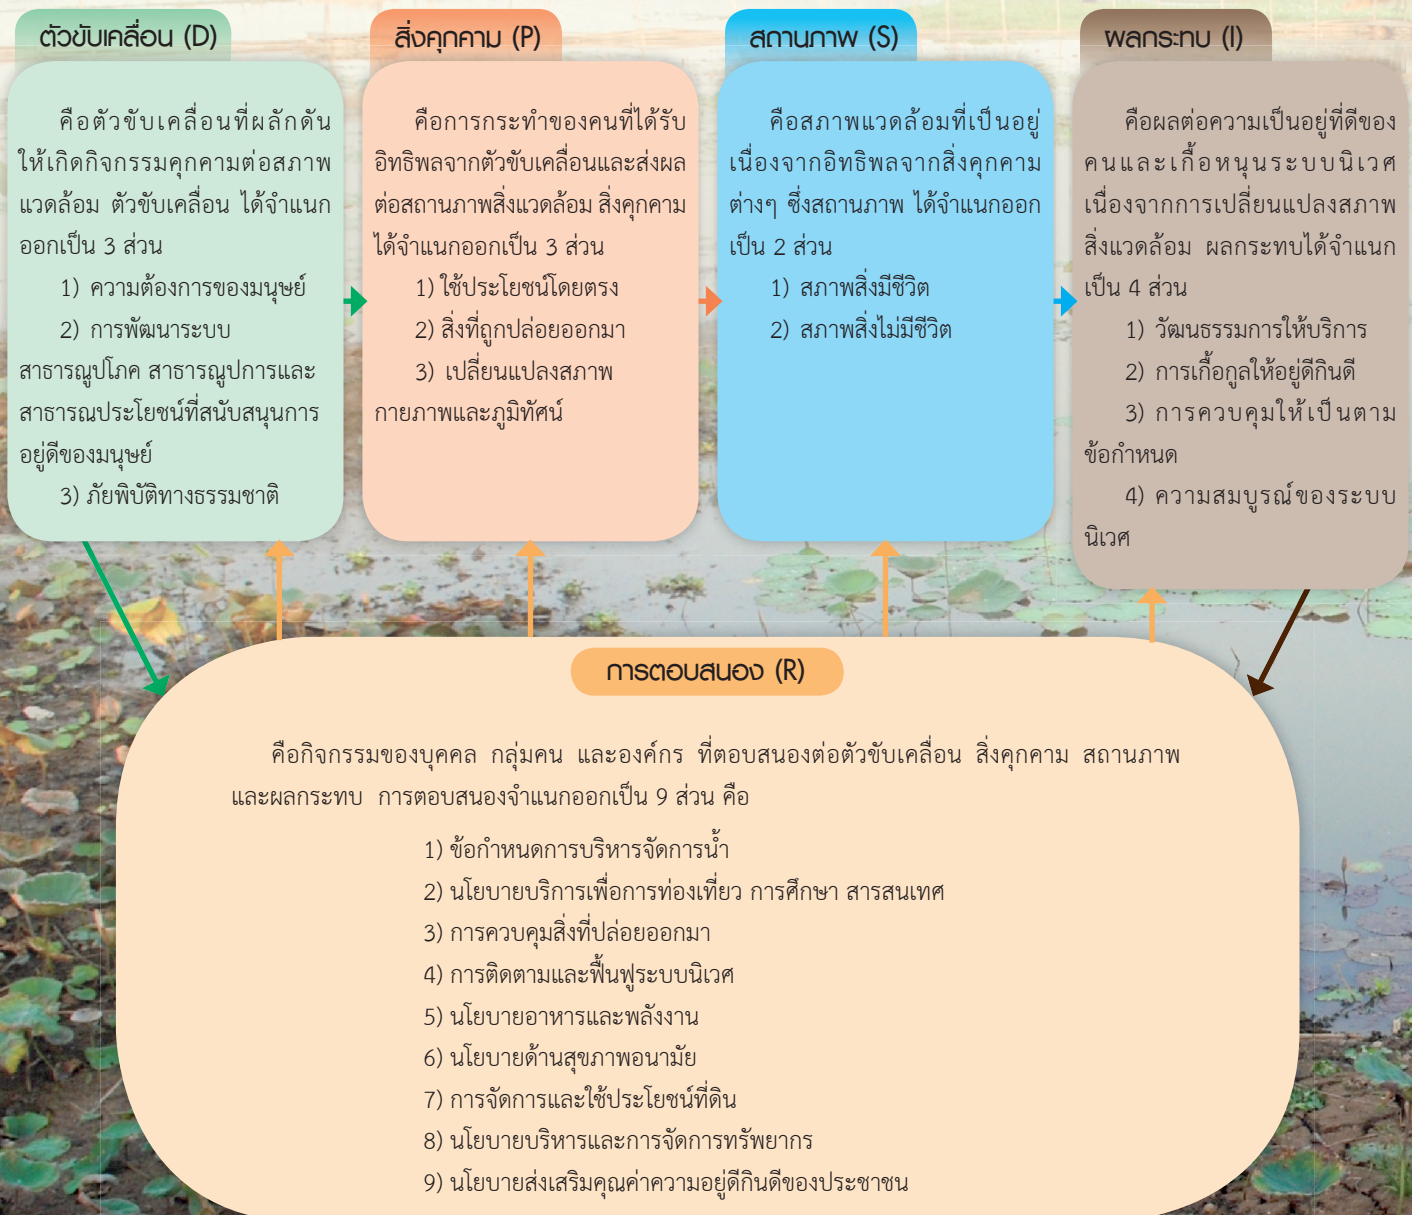 ตัวขับเคลื่อน (D)
คือตัวขับเคลื่อนที่ผลักดัน
ให้เกิดกิจกรรมคุกคามต่อสภาพ
แวดล้อม ตัวขับเคลื่อน ได้จำแนก
ออกเป็น 3 ส่วน
1) ความต้องการของมนุษย์
2) การพัฒนาระบบ
สาธารณูปโภค สาธารณูปการและ
สาธารณประโยชน์ที่สนับสนุนการ
อยู่ดีของมนุษย์
3) ภัยพิบัติทางธรรมชาติ
สิ่งคุกคาม (P)
คือการกระทำของคนที่ได้รับ
อิทธิพลจากตัวขับเคลื่อนและส่งผล
ต่อสถานภาพสิ่งแวดล้อม สิ่งคุกคาม
ได้จำแนกออกเป็น 3 ส่วน
1) ใช้ประโยชน์โดยตรง
2) สิ่งที่ถูกปล่อยออกมา
3) เปลี่ยนแปลงสภาพ
กายภาพและภูมิทัศน์
สถานภาพ (S)
คือสภาพแวดล้อมที่เป็นอยู่
เนื่องจากอิทธิพลจากสิ่งคุกคาม
ต่างๆ ซึ่งสถานภาพ ได้จำแนกออก
เป็น 2 ส่วน
1) สภาพสิ่งมีชีวิต
2) สภาพสิ่งไม่มีชีวิต
ผลกระทบ (I)
คือผลต่อความเป็นอยู่ที่ดีของ
คนและเกื้อหนุนระบบนิเวศ
เนื่องจากการเปลี่ยนแปลงสภาพ
สิ่งแวดล้อม ผลกระทบได้จำแนก
เป็น 4 ส่วน
1) วัฒนธรรมการให้บริการ
2) การเกื้อกูลให้อยู่ดีกินดี
3) การควบคุมให้เป็นตาม
ข้อกำหนด
4) ความสมบูรณ์ของระบบ
นิเวศ
การตอบสนอง (R)
คือกิจกรรมของบุคคล กลุ่มคน และองค์กร ที่ตอบสนองต่อตัวขับเคลื่อน สิ่งคุกคาม สถานภาพ
และผลกระทบ การตอบสนองจำแนกออกเป็น 9 ส่วน คือ
1) ข้อกำหนดการบริหารจัดการน้ำ
2) นโยบายบริการเพื่อการท่องเที่ยว การศึกษา สารสนเทศ
3) การควบคุมสิ่งที่ปล่อยออกมา
4) การติดตามและฟื้นฟูระบบนิเวศ
5) นโยบายอาหารและพลังงาน
6) นโยบายด้านสุขภาพอนามัย
7) การจัดการและใช้ประโยชน์ที่ดิน
8) นโยบายบริหารและการจัดการทรัพยากร
9) นโยบายส่งเสริมคุณค่าความอยู่ดีกินดีของประชาชน